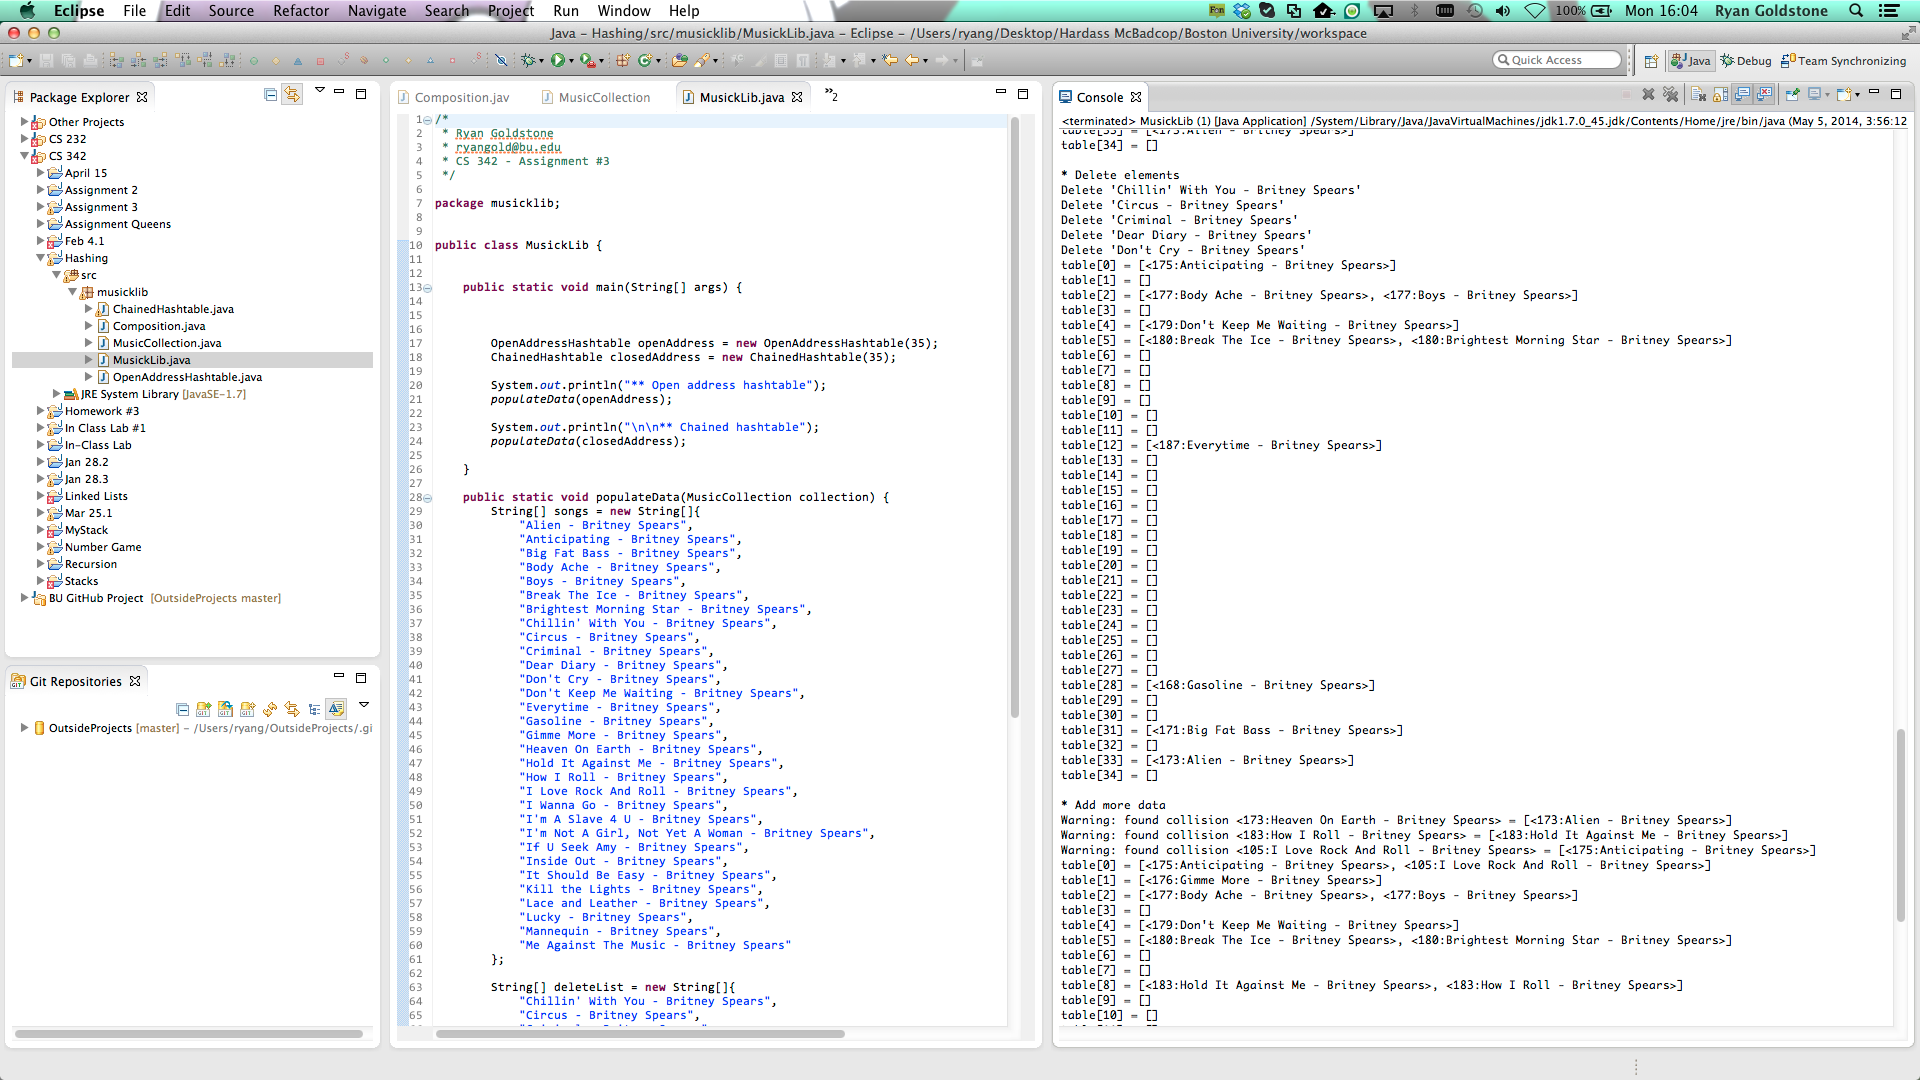 Eclipse File Edit Source Refactor Navigate Search Project Run Window Help
100% Mon 16:04 Ryan Goldstone
Java – Hashing/src/musicklib/MusickLib.java – Eclipse – /Users/ryang/Desktop/Hardass McBadcop/Boston University/workspace
Quick Access
Java Debug Team Synchronizing
Package Explorer
Other Projects
CS 232
CS 342
April 15
Assignment 2
Assignment 3
Assignment Queens
Feb 4.1
Hashing
src
musicklib
ChainedHashtable.java
Composition.java
MusicCollection.java
MusickLib.java
OpenAddressHashtable.java
JRE System Library [JavaSE-1.7]
Homework #3
In Class Lab #1
In-Class Lab
Jan 28.2
Jan 28.3
Linked Lists
Mar 25.1
MyStack
Number Game
Recursion
Stacks
BU GitHub Project [OutsideProjects master]
Git Repositories
OutsideProjects [master] – /Users/ryang/OutsideProjects/.gi
Composition.jav MusicCollection MusickLib.java »2
1 /*
2 * Ryan Goldstone
3 * ryangold@bu.edu
4 * CS 342 - Assignment #3
5 */
6
7 package musicklib;
8
9
10 public class MusickLib {
11
12
13 public static void main(String[] args) {
14
15
16
17 OpenAddressHashtable openAddress = new OpenAddressHashtable(35);
18 ChainedHashtable closedAddress = new ChainedHashtable(35);
19
20 System.out.println("** Open address hashtable");
21 populateData(openAddress);
22
23 System.out.println("\n\n** Chained hashtable");
24 populateData(closedAddress);
25
26 }
27
28 public static void populateData(MusicCollection collection) {
29 String[] songs = new String[]{
30 "Alien - Britney Spears",
31 "Anticipating - Britney Spears",
32 "Big Fat Bass - Britney Spears",
33 "Body Ache - Britney Spears",
34 "Boys - Britney Spears",
35 "Break The Ice - Britney Spears",
36 "Brightest Morning Star - Britney Spears",
37 "Chillin' With You - Britney Spears",
38 "Circus - Britney Spears",
39 "Criminal - Britney Spears",
40 "Dear Diary - Britney Spears",
41 "Don't Cry - Britney Spears",
42 "Don't Keep Me Waiting - Britney Spears",
43 "Everytime - Britney Spears",
44 "Gasoline - Britney Spears",
45 "Gimme More - Britney Spears",
46 "Heaven On Earth - Britney Spears",
47 "Hold It Against Me - Britney Spears",
48 "How I Roll - Britney Spears",
49 "I Love Rock And Roll - Britney Spears",
50 "I Wanna Go - Britney Spears",
51 "I'm A Slave 4 U - Britney Spears",
52 "I'm Not A Girl, Not Yet A Woman - Britney Spears",
53 "If U Seek Amy - Britney Spears",
54 "Inside Out - Britney Spears",
55 "It Should Be Easy - Britney Spears",
56 "Kill the Lights - Britney Spears",
57 "Lace and Leather - Britney Spears",
58 "Lucky - Britney Spears",
59 "Mannequin - Britney Spears",
60 "Me Against The Music - Britney Spears"
61 };
62
63 String[] deleteList = new String[]{
64 "Chillin' With You - Britney Spears",
65 "Circus - Britney Spears",
Console
<terminated> MusickLib (1) [Java Application] /System/Library/Java/JavaVirtualMachines/jdk1.7.0_45.jdk/Contents/Home/jre/bin/java (May 5, 2014, 3:56:12
table[33] = [<173:Alien - Britney Spears>]
table[34] = []
* Delete elements
Delete 'Chillin' With You - Britney Spears'
Delete 'Circus - Britney Spears'
Delete 'Criminal - Britney Spears'
Delete 'Dear Diary - Britney Spears'
Delete 'Don't Cry - Britney Spears'
table[0] = [<175:Anticipating - Britney Spears>]
table[1] = []
table[2] = [<177:Body Ache - Britney Spears>, <177:Boys - Britney Spears>]
table[3] = []
table[4] = [<179:Don't Keep Me Waiting - Britney Spears>]
table[5] = [<180:Break The Ice - Britney Spears>, <180:Brightest Morning Star - Britney Spears>]
table[6] = []
table[7] = []
table[8] = []
table[9] = []
table[10] = []
table[11] = []
table[12] = [<187:Everytime - Britney Spears>]
table[13] = []
table[14] = []
table[15] = []
table[16] = []
table[17] = []
table[18] = []
table[19] = []
table[20] = []
table[21] = []
table[22] = []
table[23] = []
table[24] = []
table[25] = []
table[26] = []
table[27] = []
table[28] = [<168:Gasoline - Britney Spears>]
table[29] = []
table[30] = []
table[31] = [<171:Big Fat Bass - Britney Spears>]
table[32] = []
table[33] = [<173:Alien - Britney Spears>]
table[34] = []
* Add more data
Warning: found collision <173:Heaven On Earth - Britney Spears> = [<173:Alien - Britney Spears>]
Warning: found collision <183:How I Roll - Britney Spears> = [<183:Hold It Against Me - Britney Spears>]
Warning: found collision <105:I Love Rock And Roll - Britney Spears> = [<175:Anticipating - Britney Spears>]
table[0] = [<175:Anticipating - Britney Spears>, <105:I Love Rock And Roll - Britney Spears>]
table[1] = [<176:Gimme More - Britney Spears>]
table[2] = [<177:Body Ache - Britney Spears>, <177:Boys - Britney Spears>]
table[3] = []
table[4] = [<179:Don't Keep Me Waiting - Britney Spears>]
table[5] = [<180:Break The Ice - Britney Spears>, <180:Brightest Morning Star - Britney Spears>]
table[6] = []
table[7] = []
table[8] = [<183:Hold It Against Me - Britney Spears>, <183:How I Roll - Britney Spears>]
table[9] = []
table[10] = []